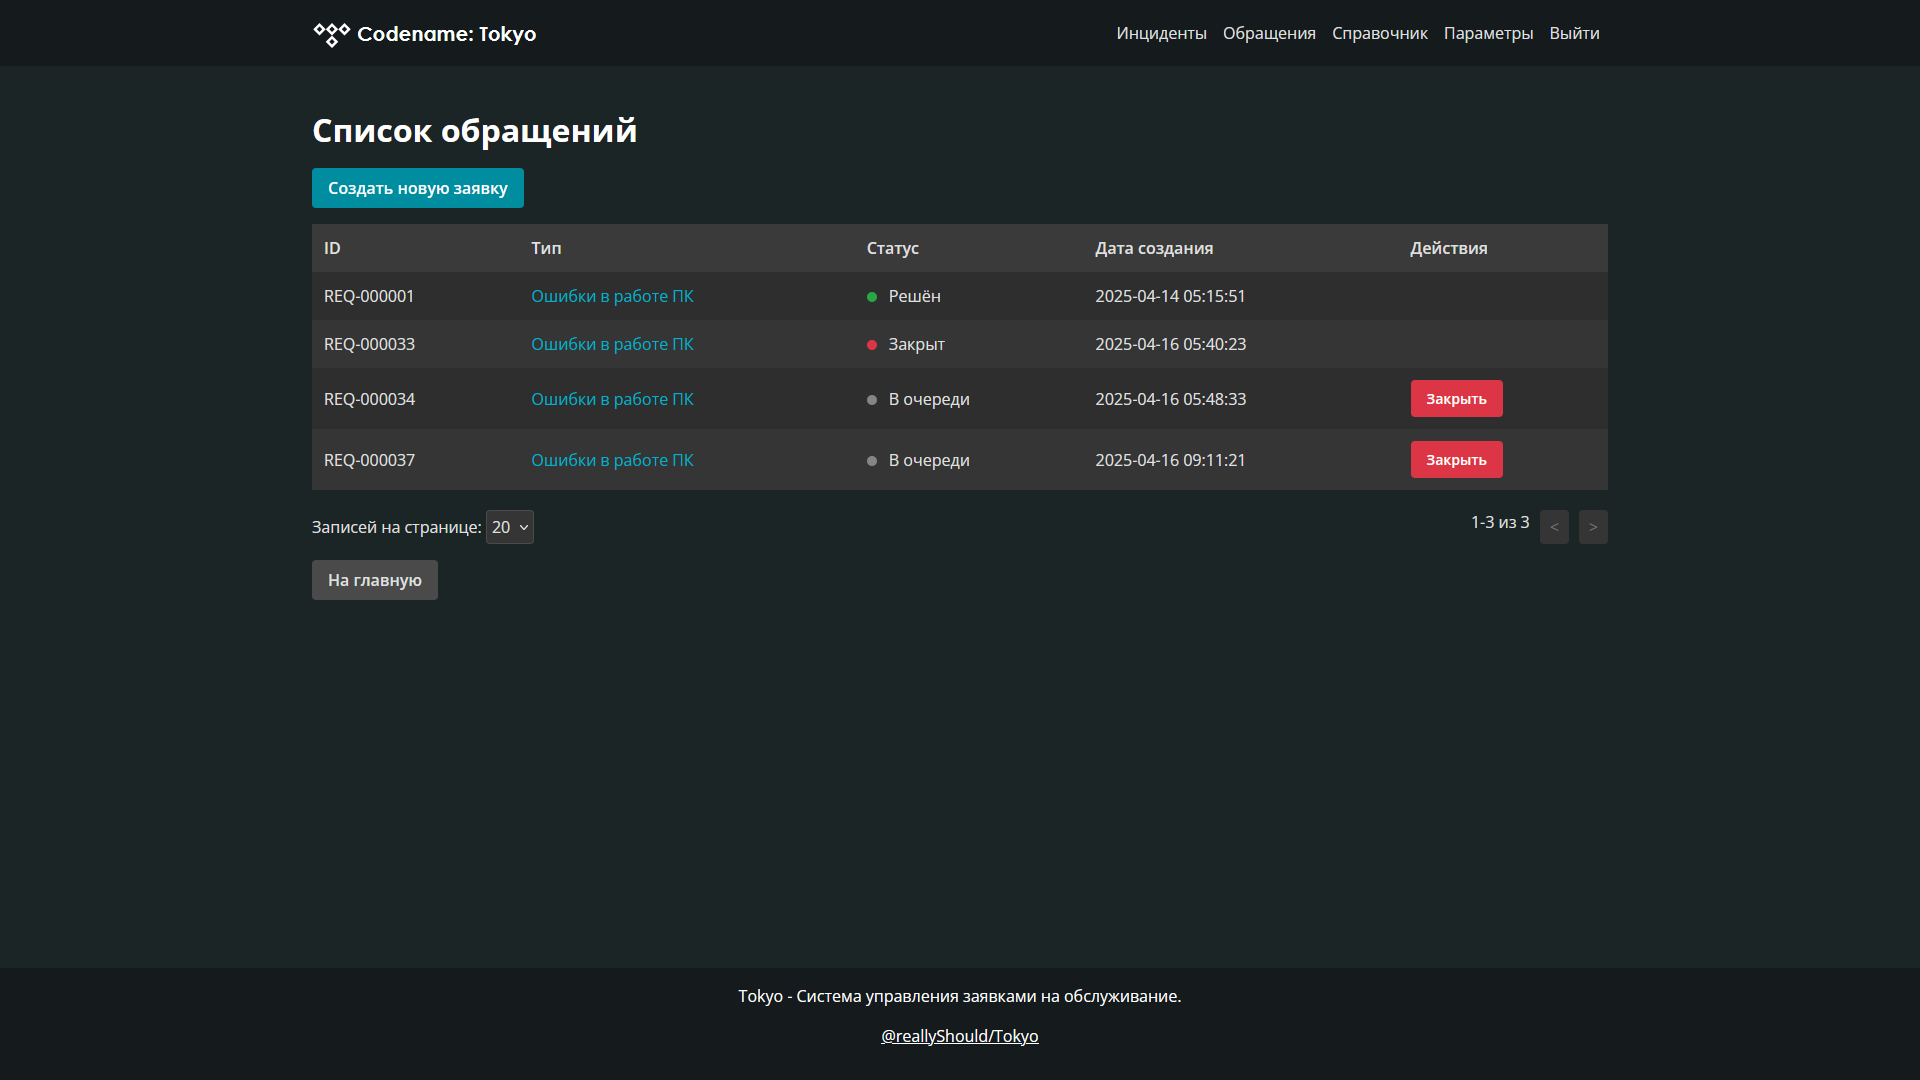 Codename: Tokyo
Инциденты Обращения Справочник Параметры Выйти
Список обращений
Создать новую заявку
ID Тип Статус Дата создания Действия
REQ-000001 Ошибки в работе ПК Решён 2025-04-14 05:15:51
REQ-000033 Ошибки в работе ПК Закрыт 2025-04-16 05:40:23
REQ-000034 Ошибки в работе ПК В очереди 2025-04-16 05:48:33 Закрыть
REQ-000037 Ошибки в работе ПК В очереди 2025-04-16 09:11:21 Закрыть
Записей на странице: 20 1-3 из 3 < >
На главную
Tokyo - Система управления заявками на обслуживание.
@reallyShould/Tokyo